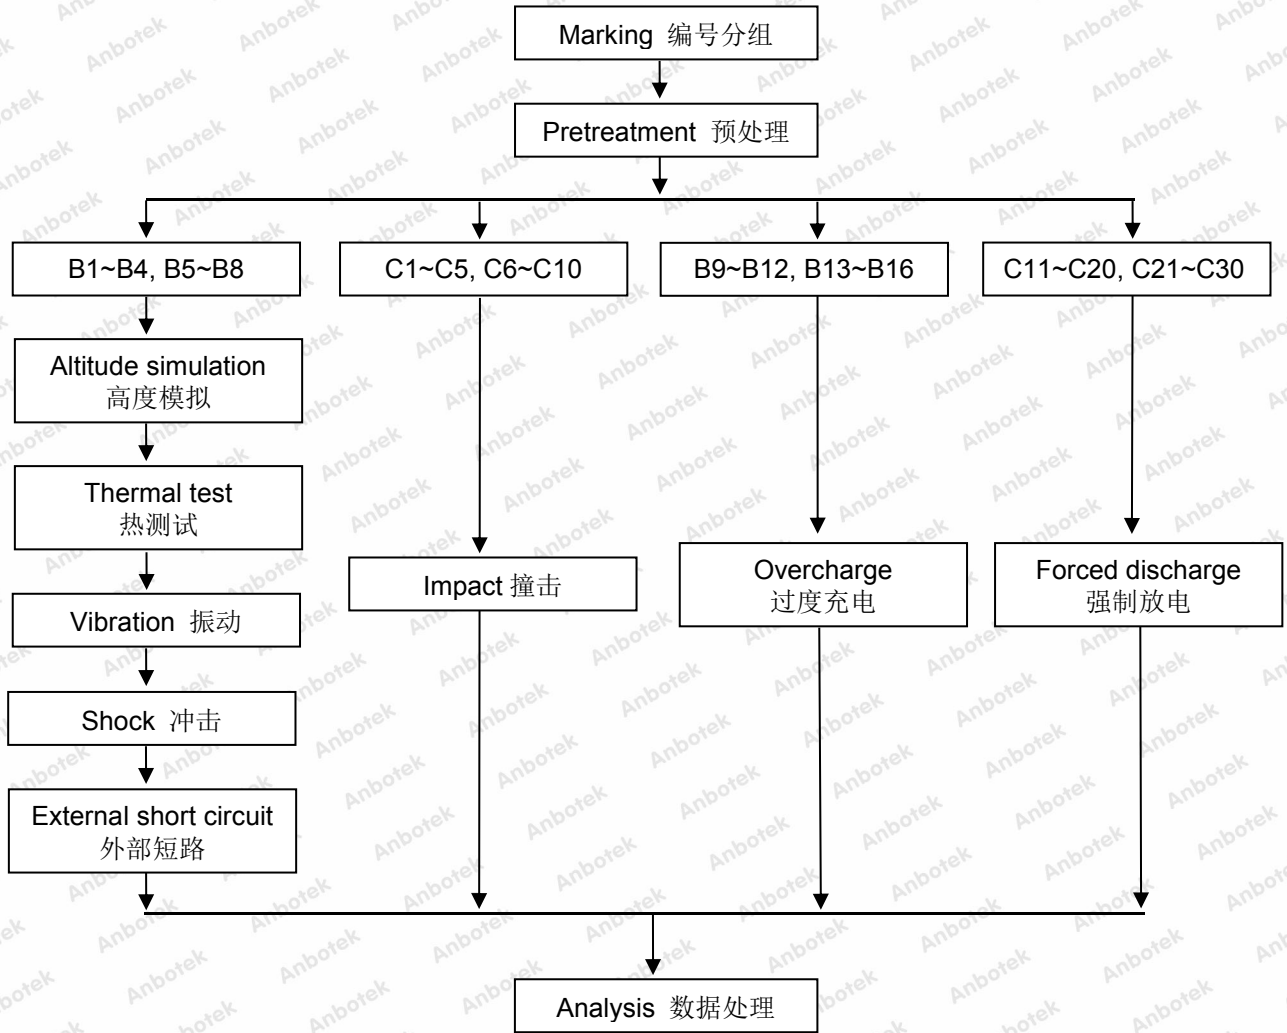 Marking 编号分组
Pretreatment 预处理
B1~B4, B5~B8
C1~C5, C6~C10
B9~B12, B13~B16
C11~C20, C21~C30
Altitude simulation
高度模拟
Thermal test
热测试
Vibration 振动
Shock 冲击
External short circuit
外部短路
Impact 撞击
Overcharge
过度充电
Forced discharge
强制放电
Analysis 数据处理
Anbotek